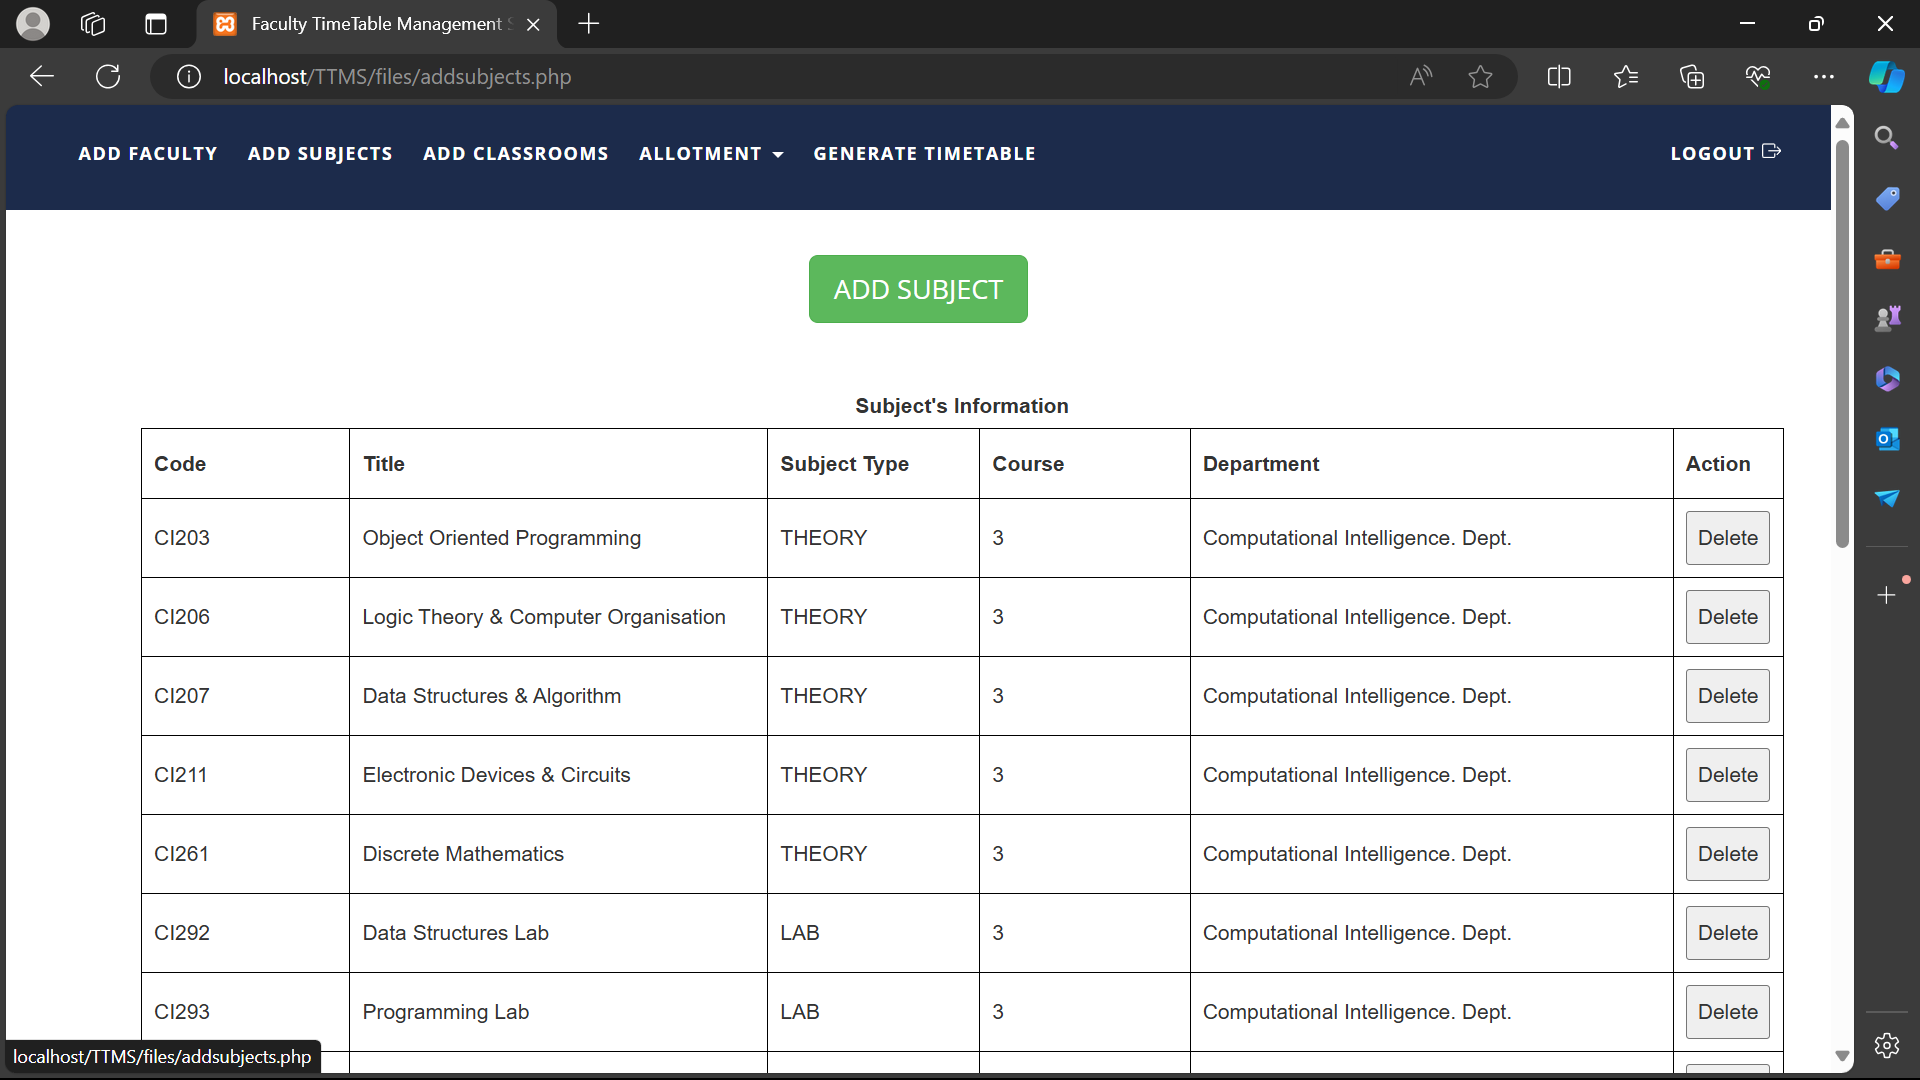 Faculty TimeTable Management
localhost/TTMS/files/addsubjects.php
ADD FACULTY ADD SUBJECTS ADD CLASSROOMS ALLOTMENT GENERATE TIMETABLE LOGOUT
ADD SUBJECT
Subject's Information
Code Title Subject Type Course Department Action
CI203 Object Oriented Programming THEORY 3 Computational Intelligence. Dept. Delete
CI206 Logic Theory & Computer Organisation THEORY 3 Computational Intelligence. Dept. Delete
CI207 Data Structures & Algorithm THEORY 3 Computational Intelligence. Dept. Delete
CI211 Electronic Devices & Circuits THEORY 3 Computational Intelligence. Dept. Delete
CI261 Discrete Mathematics THEORY 3 Computational Intelligence. Dept. Delete
CI292 Data Structures Lab LAB 3 Computational Intelligence. Dept. Delete
CI293 Programming Lab LAB 3 Computational Intelligence. Dept. Delete
localhost/TTMS/files/addsubjects.php